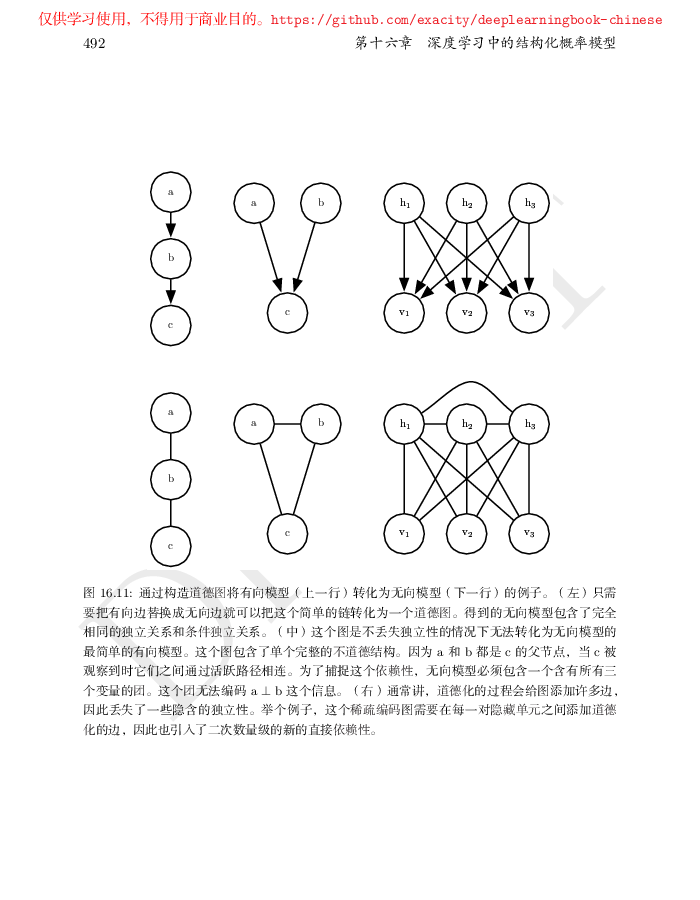 仅供学习使用，不得用于商业目的。https://github.com/exacity/deeplearningbook-chinese
492 第十六章 深度学习中的结构化概率模型
a
a b h1 h2 h3
b
c v1 v2 v3
c
a
a b h1 h2 h3
b
c v1 v2 v3
c
图 16.11: 通过构造道德图将有向模型（上一行）转化为无向模型（下一行）的例子。（左）只需
要把有向边替换成无向边就可以把这个简单的链转化为一个道德图。得到的无向模型包含了完全
相同的独立关系和条件独立关系。（中）这个图是不丢失独立性的情况下无法转化为无向模型的
最简单的有向模型。这个图包含了单个完整的不道德结构。因为 a 和 b 都是 c 的父节点，当 c 被
观察到时它们之间通过活跃路径相连。为了捕捉这个依赖性，无向模型必须包含一个含有所有三
个变量的团。这个团无法编码 a ⊥ b 这个信息。（右）通常讲，道德化的过程会给图添加许多边，
因此丢失了一些隐含的独立性。举个例子，这个稀疏编码图需要在每一对隐藏单元之间添加道德
化的边，因此也引入了二次数量级的新的直接依赖性。